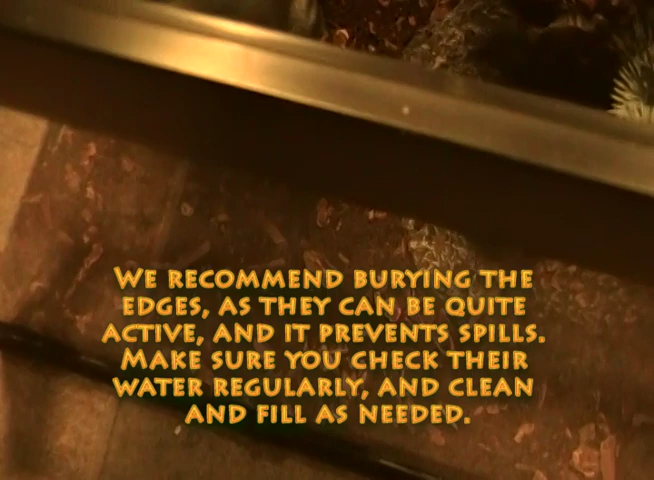 We recommend burying the
edges, as they can be quite
active, and it prevents spills.
Make sure you check their
water regularly, and clean
and fill as needed.